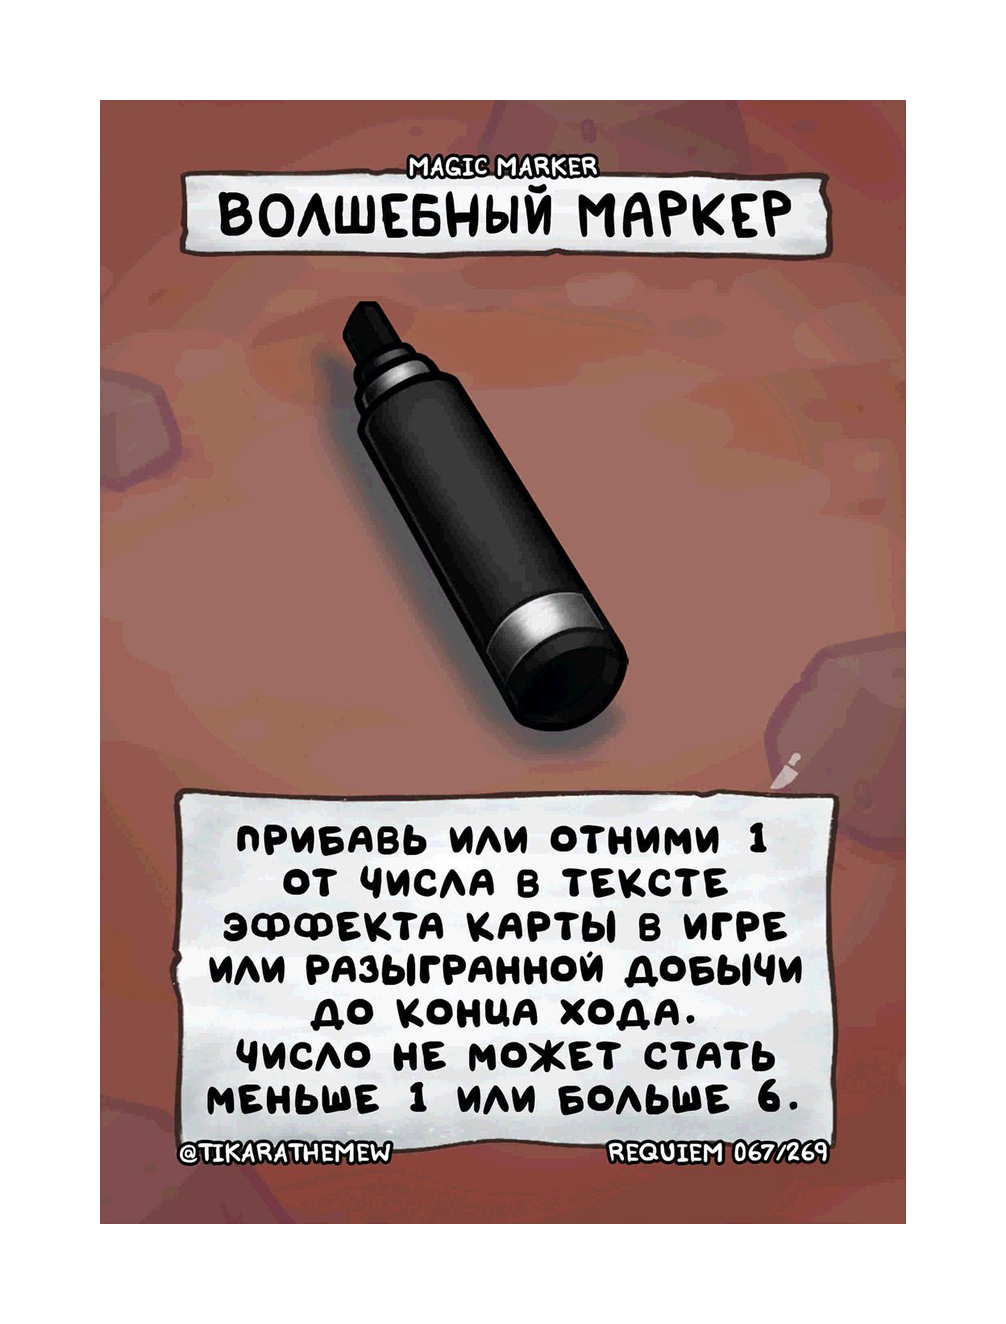 MAGIC MARKER
ВОЛШЕБНЫЙ МАРКЕР
ПРИБАВЬ ИЛИ ОТНИМИ 1
ОТ ЧИСЛА В ТЕКСТЕ
ЭФФЕКТА КАРТЫ В ИГРЕ
ИЛИ РАЗЫГРАННОЙ ДОБЫЧИ
ДО КОНЦА ХОДА.
ЧИСЛО НЕ МОЖЕТ СТАТЬ
МЕНЬШЕ 1 ИЛИ БОЛЬШЕ 6.
@TIKARATHEMEW
REQUIEM 067/269